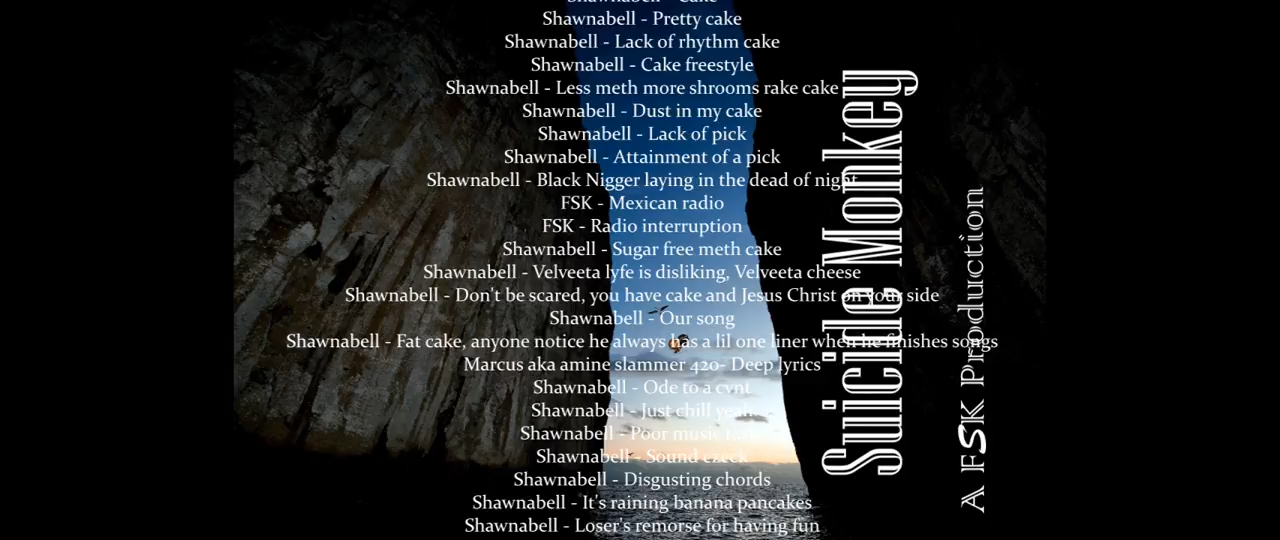 Shawnabell - Cake
Shawnabell - Pretty cake
Shawnabell - Lack of rhythm cake
Shawnabell - Cake freestyle
Shawnabell - Less meth more shrooms rake cake
Shawnabell - Dust in my cake
Shawnabell - Lack of pick
Shawnabell - Attainment of a pick
Shawnabell - Black Nigger laying in the dead of night
FSK - Mexican radio
FSK - Radio interruption
Shawnabell - Sugar free meth cake
Shawnabell - Velveeta lyfe is disliking, Velveeta cheese
Shawnabell - Don't be scared, you have cake and Jesus Christ on your side
Shawnabell - Our song
Shawnabell - Fat cake, anyone notice he always has a lil one liner when he finishes songs
Marcus aka amine slammer 420- Deep lyrics
Shawnabell - Ode to a cvnt
Shawnabell - Just chill yeah
Shawnabell - Poor music
Shawnabell - Sound czeck
Shawnabell - Disgusting chords
Shawnabell - It's raining banana pancakes
Shawnabell - Loser's remorse for having fun
Suicide Monkey
A FSK Production